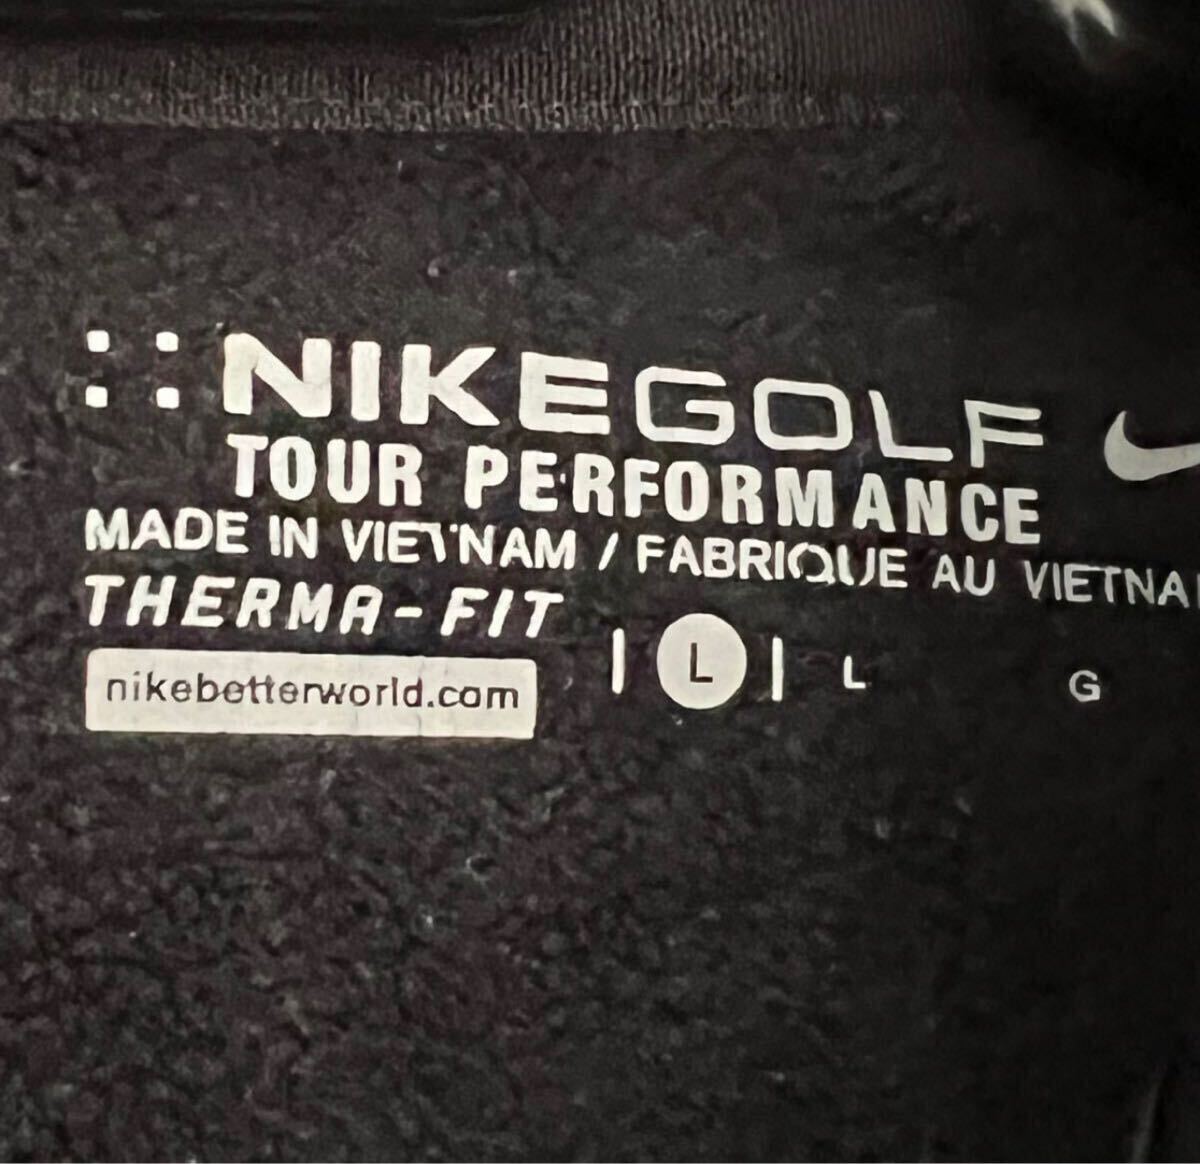 NIKEGOLF
TOUR PERFORMANCE
MADE IN VIETNAM / FABRIQUE AU VIETNA
THERMA-FIT
nikebetterworld.com | L | L G